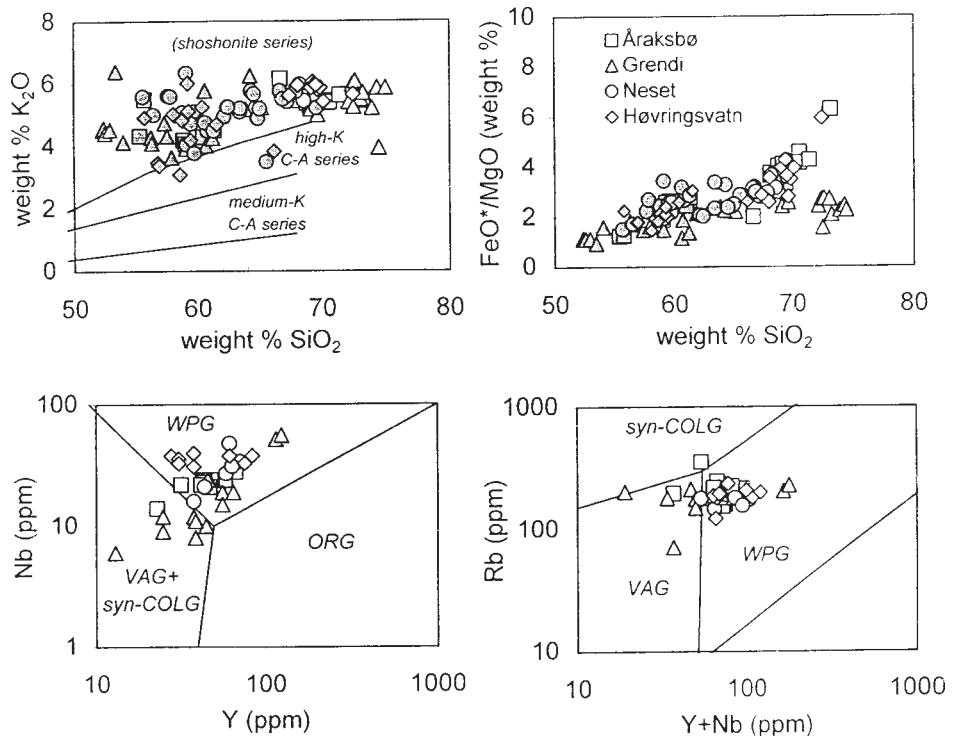 8
6
4
2
0
weight % K2O
(shoshonite series)
high-K
C-A series
medium-K
C-A series
50
60
70
80
weight % SiO2
10
8
6
4
2
0
FeO*/MgO (weight %)
Åraksbø
Grendi
Neset
Høvringsvatn
50
60
70
80
weight % SiO2
100
10
1
Nb (ppm)
WPG
ORG
VAG+
syn-COLG
10
100
1000
Y (ppm)
1000
100
10
Rb (ppm)
syn-COLG
VAG
WPG
10
100
1000
Y+Nb (ppm)